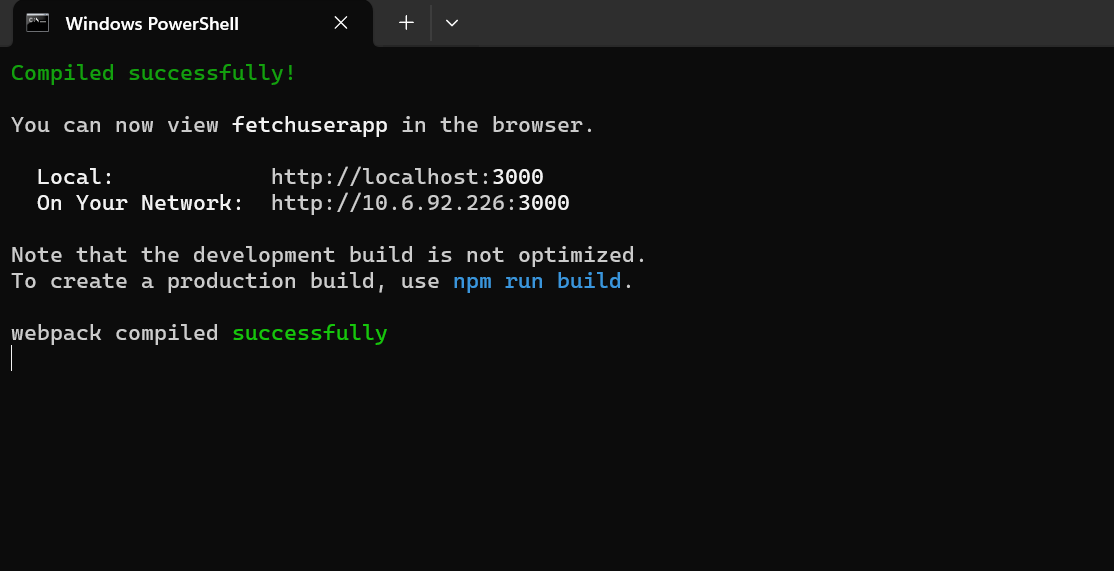 Windows PowerShell
Compiled successfully!
You can now view fetchuserapp in the browser.
Local: http://localhost:3000
On Your Network: http://10.6.92.226:3000
Note that the development build is not optimized.
To create a production build, use npm run build.
webpack compiled successfully